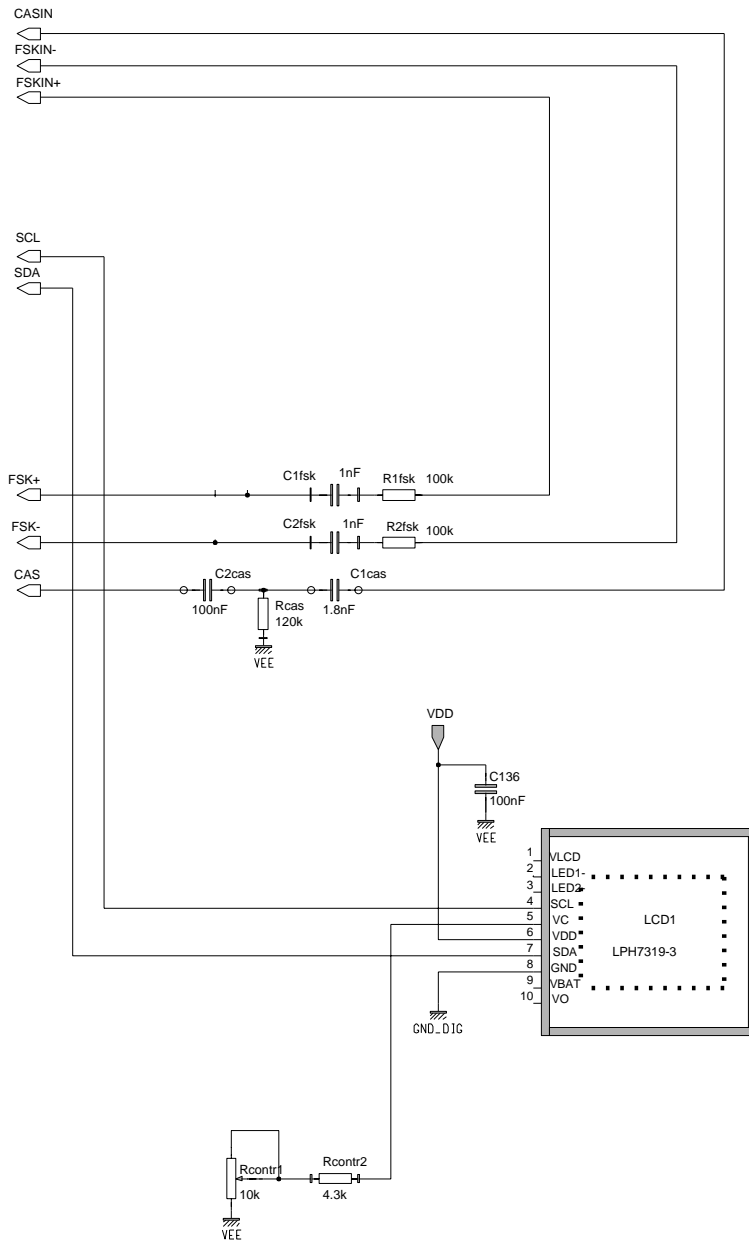 CASIN
FSKIN-
FSKIN+
SCL
SDA
FSK+
C1fsk
1nF
R1fsk
100k
FSK-
C2fsk
1nF
R2fsk
100k
CAS
C2cas
100nF
Rcas
120k
VEE
C1cas
1.8nF
VDD
C136
100nF
VEE
1 VLCD
2 LED1-
3 LED2-
4 SCL
5 VC
6 VDD
7 SDA
8 GND
9 VBAT
10 VO
LCD1
LPH7319-3
GND_DIG
Rcontr1
10k
Rcontr2
4.3k
VEE